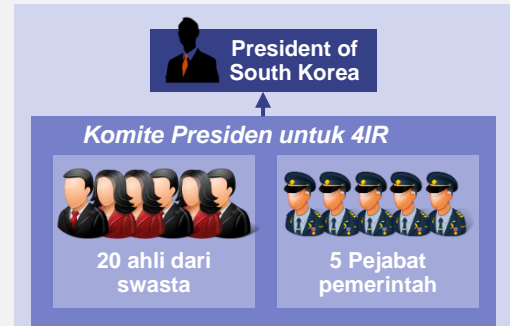 President of
South Korea
Komite Presiden untuk 4IR
20 ahli dari
swasta
5 Pejabat
pemerintah